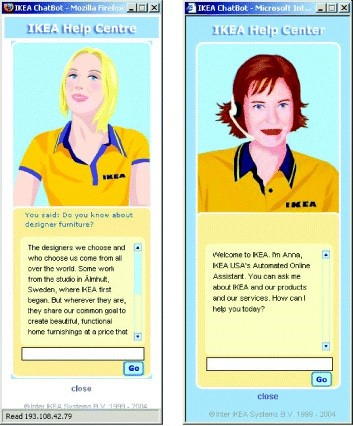 IKEA ChatBot - Mozilla Firefox
IKEA Help Centre
IKEA
You said: Do you know about
designer furniture?
The designers we choose and
who choose us come from all
over the world. Some work
from the studio in Älmhult,
Sweden, where IKEA first
began. But wherever they are,
they share our common goal to
create beautiful, functional
home furnishings at a price that
Go
close
© Inter IKEA Systems B.V. 1999 - 2004
Read 193.108.42.79
IKEA ChatBot - Microsoft Int...
IKEA Help Center
IKEA
Welcome to IKEA. I'm Anna,
IKEA USA's Automated Online
Assistant. You can ask me
about IKEA and our products
and our services. How can I
help you today?
Go
close
© Inter IKEA Systems B.V. 1999 - 2004